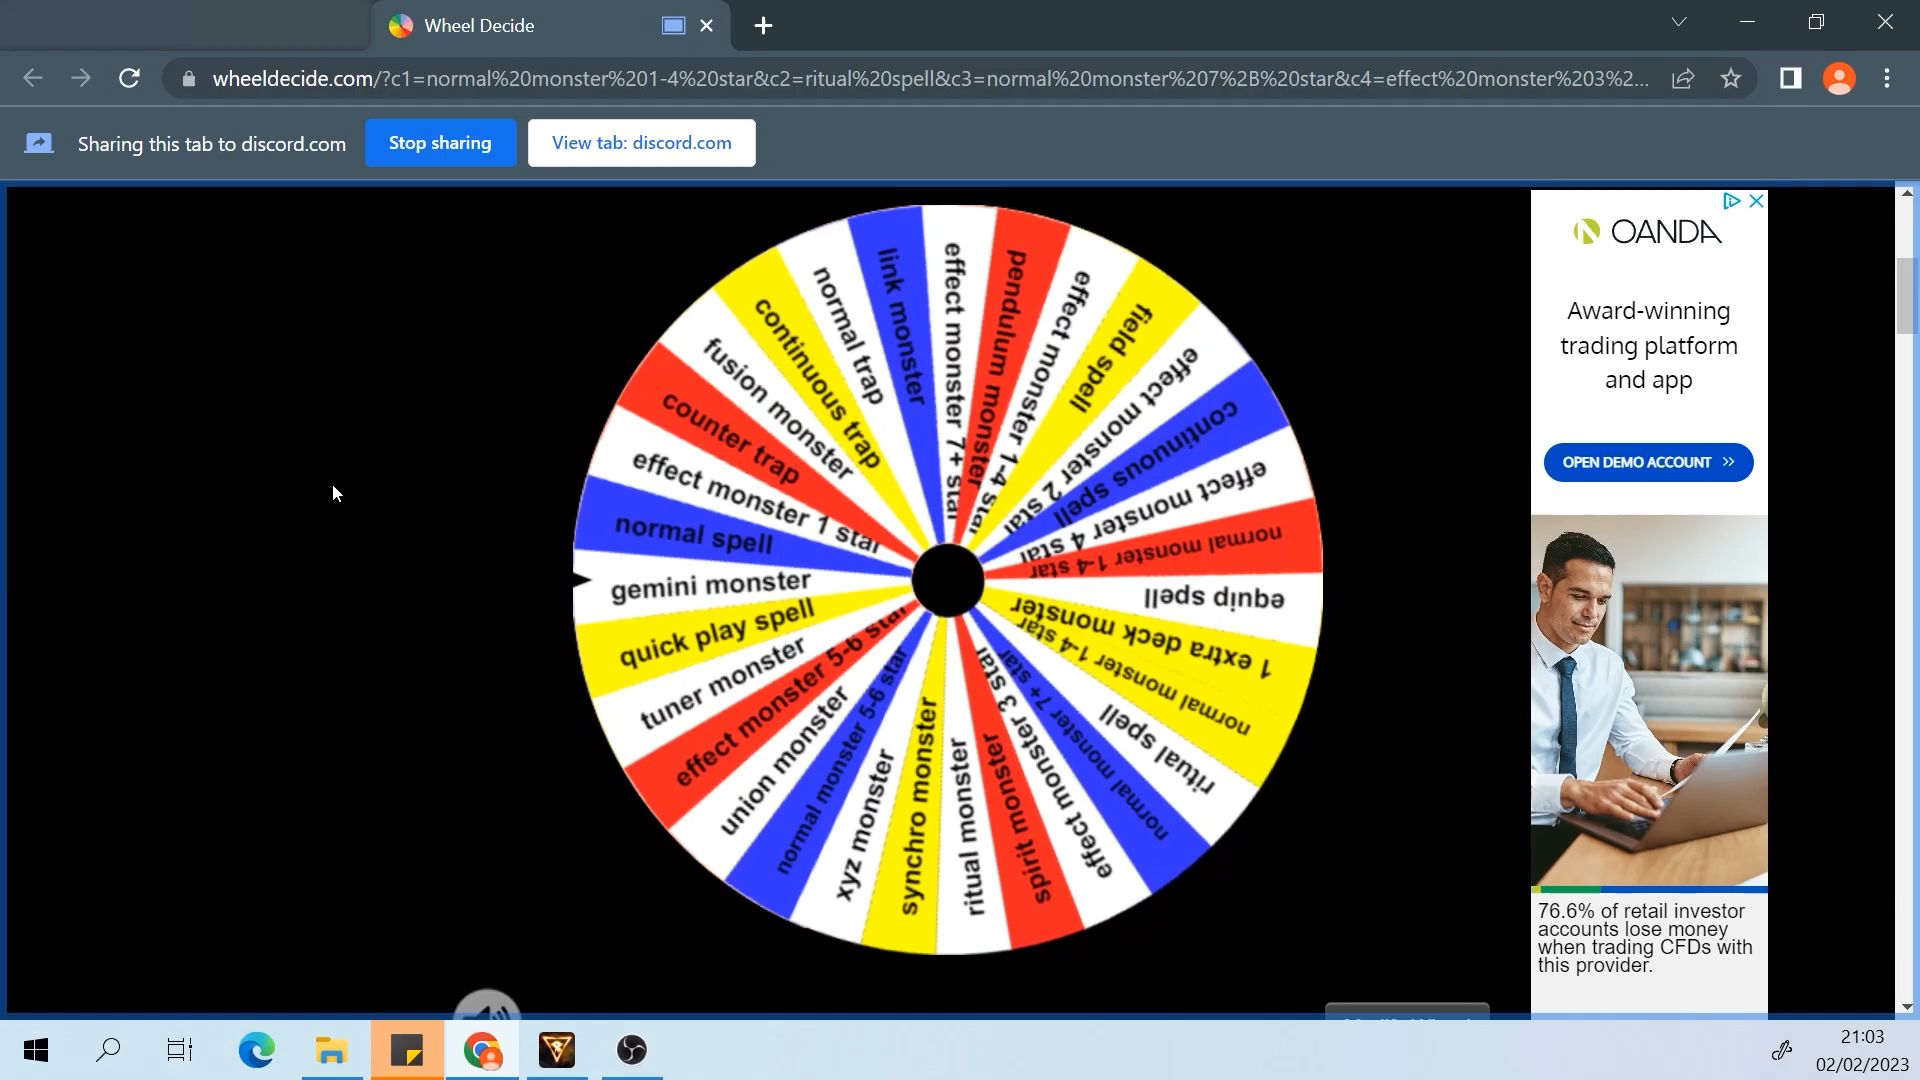 Wheel Decide
wheeldecide.com/?c1=normal%20monster%201-4%20star&c2=ritual%20spell&c3=normal%20monster%207%2B%20star&c4=effect%20monster%203%2...
Sharing this tab to discord.com
Stop sharing
View tab: discord.com
effect monster 7+ star
pendulum monster
effect monster 1-4 star
field spell
effect monster 2 star
continuous spell
effect monster 4 star
normal monster 1-4 star
equip spell
1 extra deck monster
normal monster 1-4 star
ritual spell
normal monster 7+ star
effect monster 3 star
spirit monster
ritual monster
synchro monster
xyz monster
normal monster 5-6 star
union monster
effect monster 5-6 star
tuner monster
quick play spell
gemini monster
normal spell
effect monster 1 star
counter trap
fusion monster
continuous trap
normal trap
link monster
OANDA
Award-winning
trading platform
and app
OPEN DEMO ACCOUNT
76.6% of retail investor
accounts lose money
when trading CFDs with
this provider.
21:03
02/02/2023